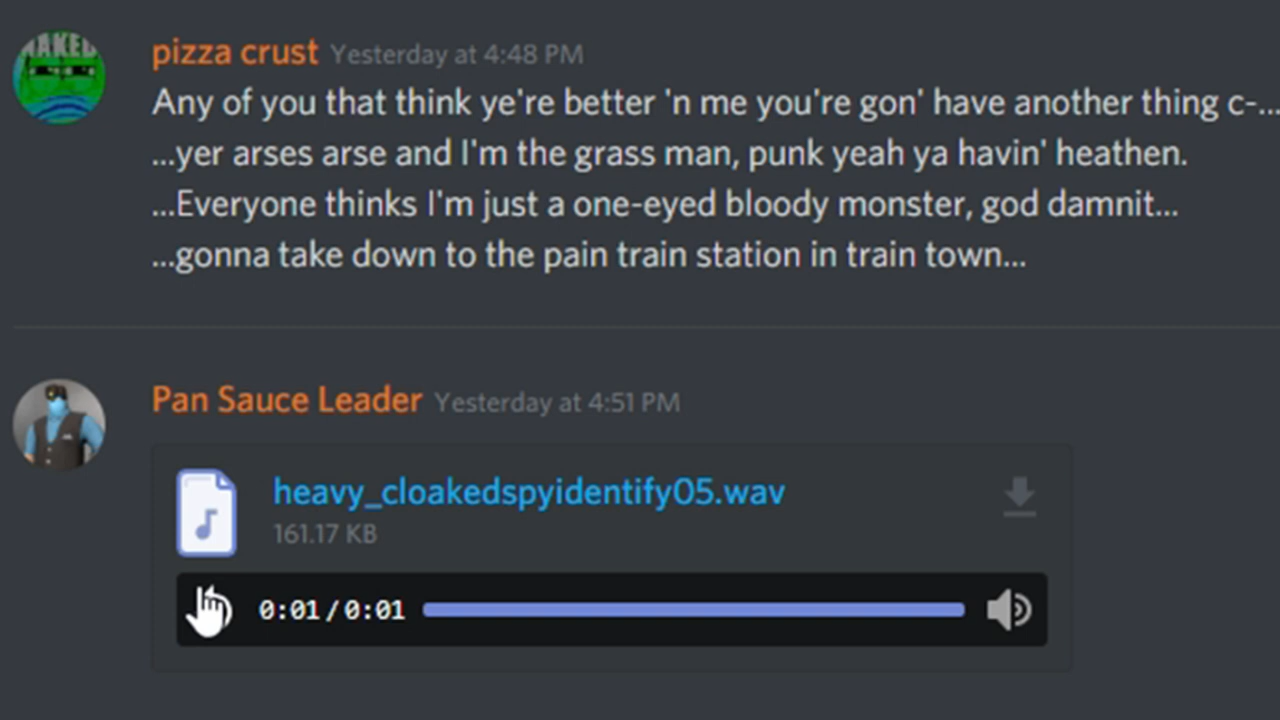 NAKED
pizza crust Yesterday at 4:48 PM
Any of you that think ye're better 'n me you're gon' have another thing c-...
...yer arses arse and I'm the grass man, punk yeah ya havin' heathen.
...Everyone thinks I'm just a one-eyed bloody monster, god damnit...
...gonna take down to the pain train station in train town...
Pan Sauce Leader Yesterday at 4:51 PM
heavy_cloakedspyidentify05.wav
161.17 KB
0:01/0:01